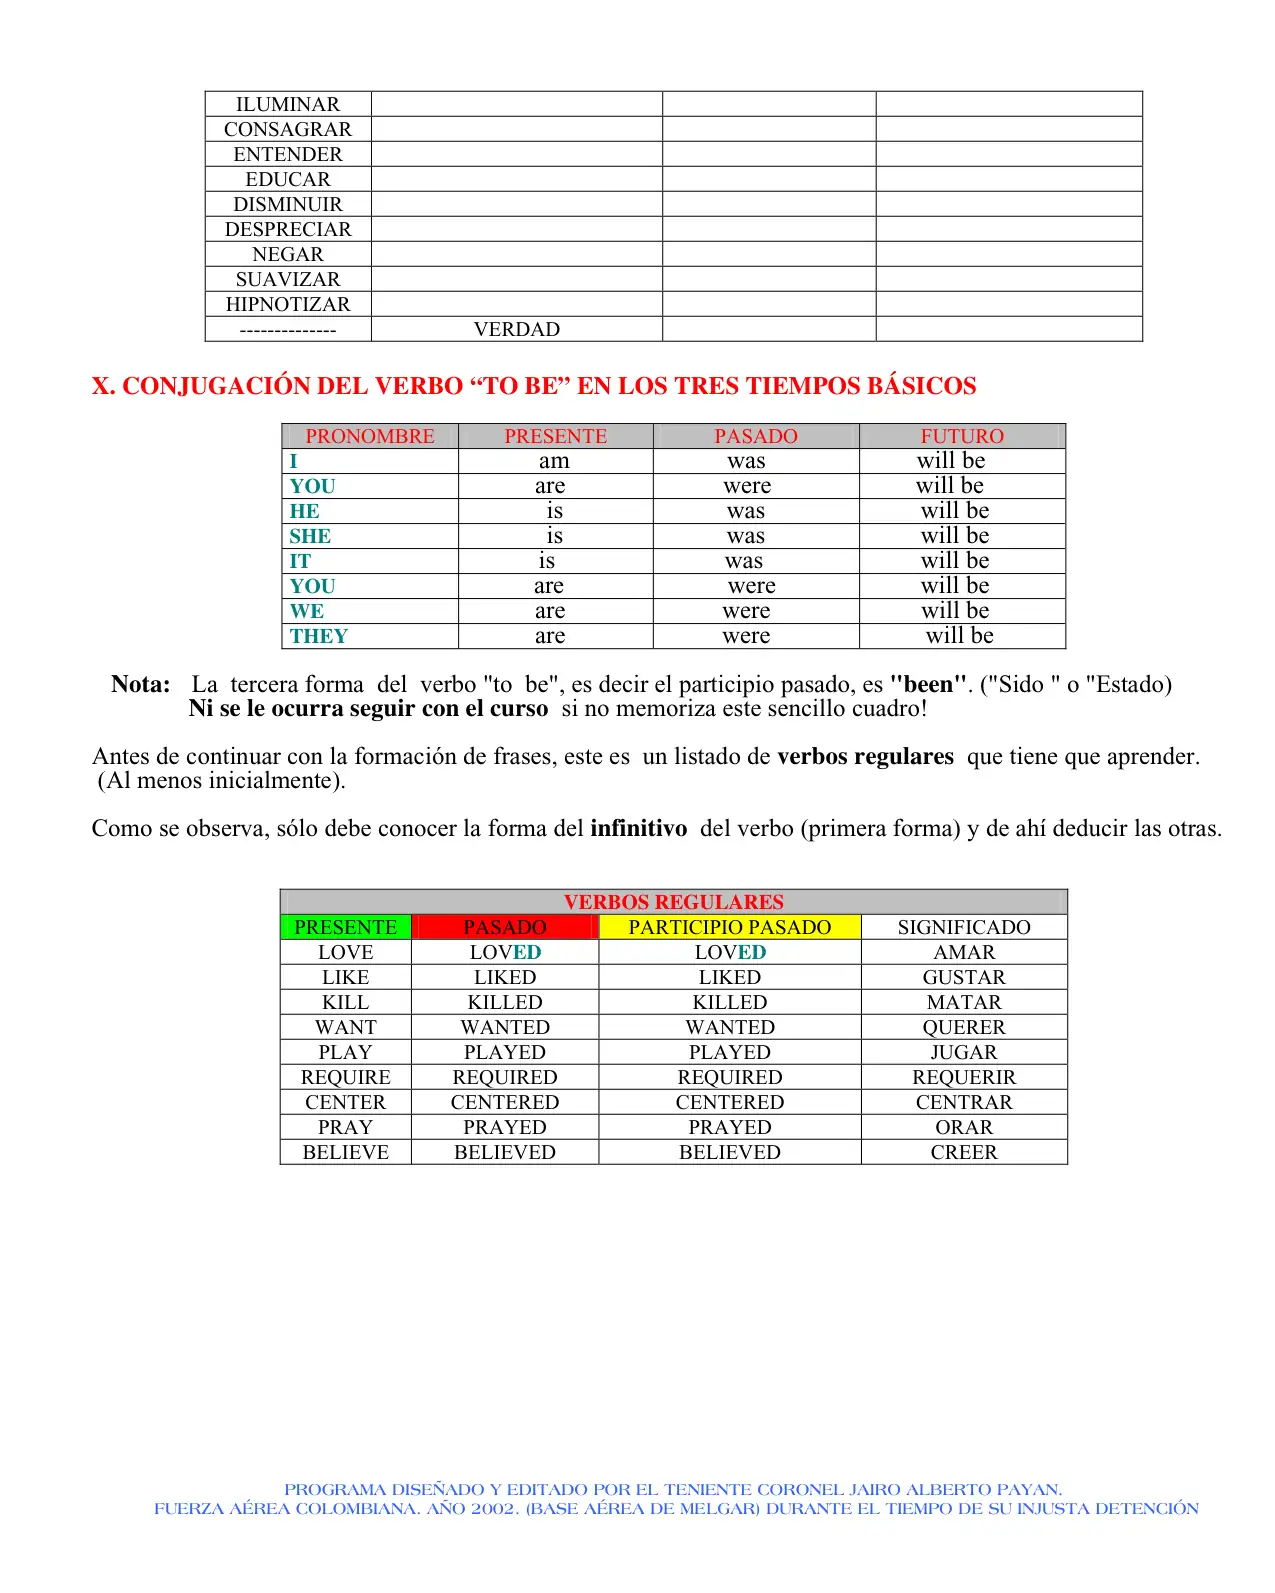 ILUMINAR
CONSAGRAR
ENTENDER
EDUCAR
DISMINUIR
DESPRECIAR
NEGAR
SUAVIZAR
HIPNOTIZAR
-------------- VERDAD
X. CONJUGACIÓN DEL VERBO “TO BE” EN LOS TRES TIEMPOS BÁSICOS
PRONOMBRE PRESENTE PASADO FUTURO
I am was will be
YOU are were will be
HE is was will be
SHE is was will be
IT is was will be
YOU are were will be
WE are were will be
THEY are were will be
Nota: La tercera forma del verbo "to be", es decir el participio pasado, es "been". ("Sido " o "Estado)
Ni se le ocurra seguir con el curso si no memoriza este sencillo cuadro!
Antes de continuar con la formación de frases, este es un listado de verbos regulares que tiene que aprender.
(Al menos inicialmente).
Como se observa, sólo debe conocer la forma del infinitivo del verbo (primera forma) y de ahí deducir las otras.
VERBOS REGULARES
PRESENTE PASADO PARTICIPIO PASADO SIGNIFICADO
LOVE LOVED LOVED AMAR
LIKE LIKED LIKED GUSTAR
KILL KILLED KILLED MATAR
WANT WANTED WANTED QUERER
PLAY PLAYED PLAYED JUGAR
REQUIRE REQUIRED REQUIRED REQUERIR
CENTER CENTERED CENTERED CENTRAR
PRAY PRAYED PRAYED ORAR
BELIEVE BELIEVED BELIEVED CREER
PROGRAMA DISEÑADO Y EDITADO POR EL TENIENTE CORONEL JAIRO ALBERTO PAYAN.
FUERZA AÉREA COLOMBIANA. AÑO 2002. (BASE AÉREA DE MELGAR) DURANTE EL TIEMPO DE SU INJUSTA DETENCIÓN